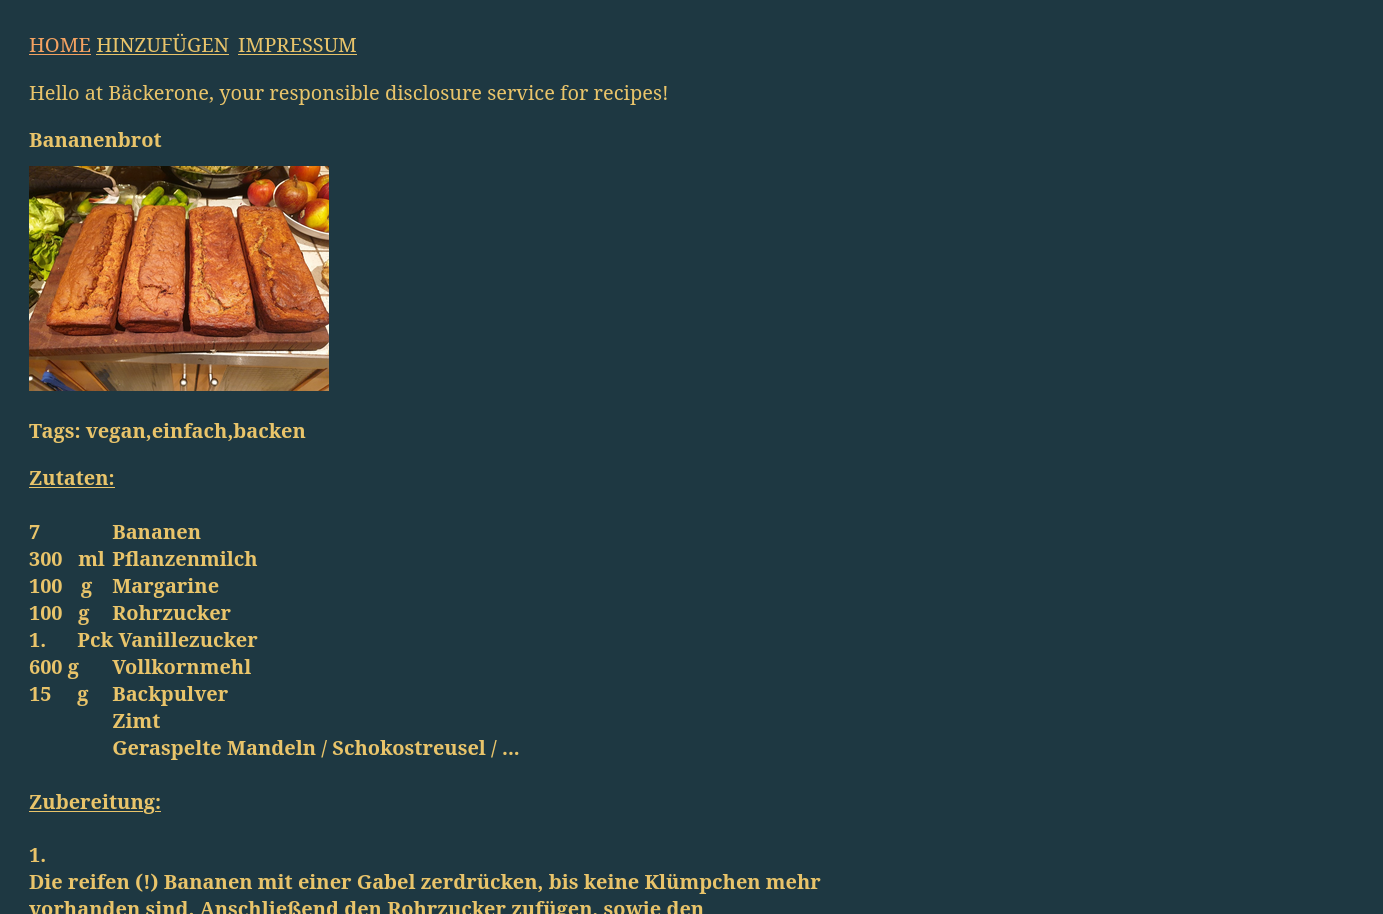 HOME HINZUFÜGEN IMPRESSUM
Hello at Bäckerone, your responsible disclosure service for recipes!
Bananenbrot
Tags: vegan,einfach,backen
Zutaten:
7 Bananen
300 ml Pflanzenmilch
100 g Margarine
100 g Rohrzucker
1. Pck Vanillezucker
600 g Vollkornmehl
15 g Backpulver
Zimt
Geraspelte Mandeln / Schokostreusel / ...
Zubereitung:
1.
Die reifen (!) Bananen mit einer Gabel zerdrücken, bis keine Klümpchen mehr
vorhanden sind. Anschließend den Rohrzucker zufügen, sowie den